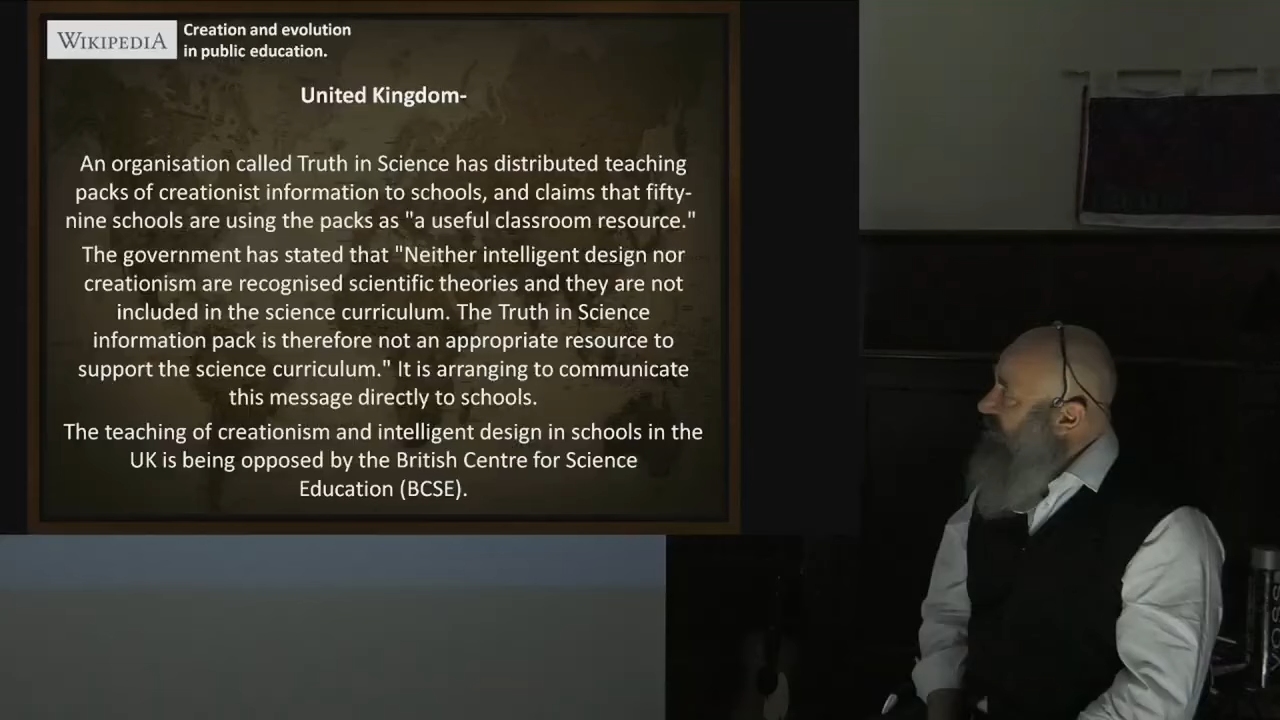 WIKIPEDIA
Creation and evolution
in public education.
United Kingdom-
An organisation called Truth in Science has distributed teaching
packs of creationist information to schools, and claims that fifty-
nine schools are using the packs as "a useful classroom resource."
The government has stated that "Neither intelligent design nor
creationism are recognised scientific theories and they are not
included in the science curriculum. The Truth in Science
information pack is therefore not an appropriate resource to
support the science curriculum." It is arranging to communicate
this message directly to schools.
The teaching of creationism and intelligent design in schools in the
UK is being opposed by the British Centre for Science
Education (BCSE).